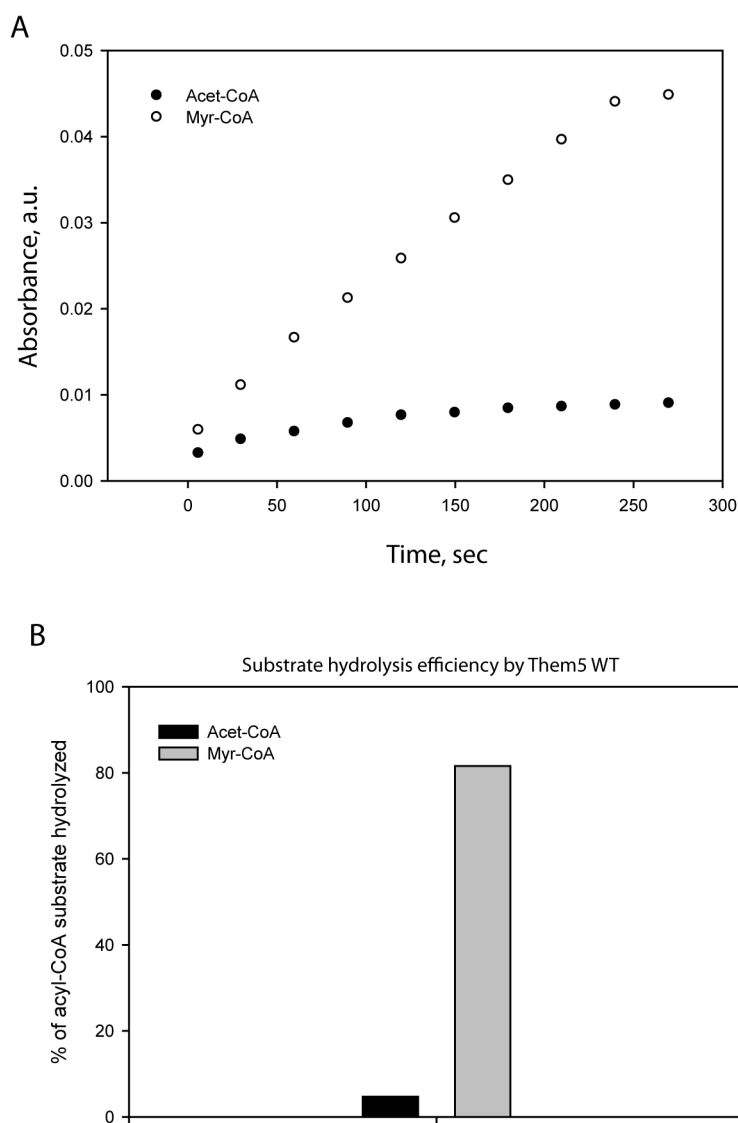 A
0.05
0.04
0.03
0.02
0.01
0.00
Absorbance, a.u.
Acet-CoA
Myr-CoA
0 50 100 150 200 250 300
Time, sec
B
Substrate hydrolysis efficiency by Them5 WT
100
80
60
40
20
0
% of acyl-CoA substrate hydrolyzed
Acet-CoA
Myr-CoA